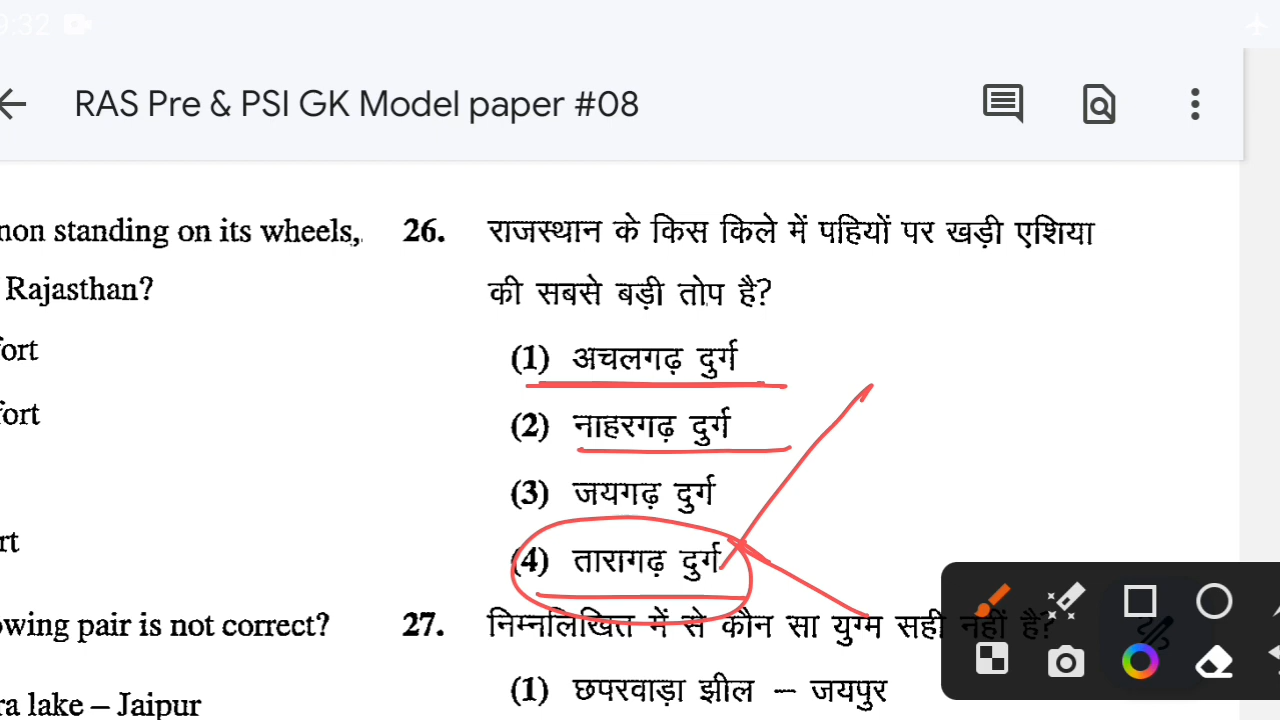 9:32
RAS Pre & PSI GK Model paper #08
non standing on its wheels,
Rajasthan?
fort
fort
rt
owing pair is not correct?
ra lake – Jaipur
26. राजस्थान के किस किले में पहियों पर खड़ी एशिया
की सबसे बड़ी तोप है?
(1) अचलगढ़ दुर्ग
(2) नाहरगढ़ दुर्ग
(3) जयगढ़ दुर्ग
(4) तारागढ़ दुर्ग
27. निम्नलिखित में से कौन सा युग्म सही नहीं है?
(1) छपरवाड़ा झील – जयपुर